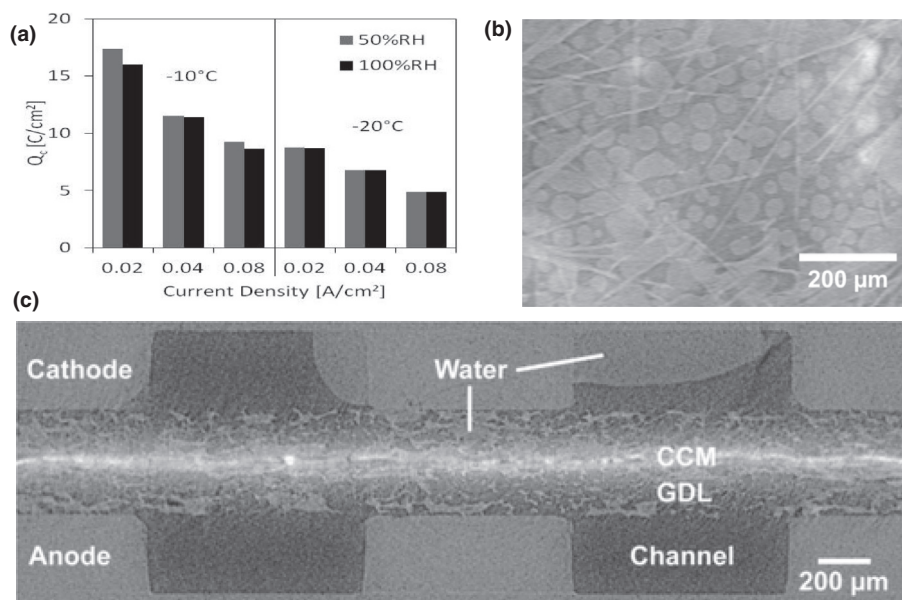 (a)
20
15
10
5
0
Qc [C/cm²]
50%RH
100%RH
-10°C
-20°C
0.02 0.04 0.08 0.02 0.04 0.08
Current Density [A/cm²]
(b)
200 µm
(c)
Cathode
Water
CCM
GDL
Anode
Channel
200 µm